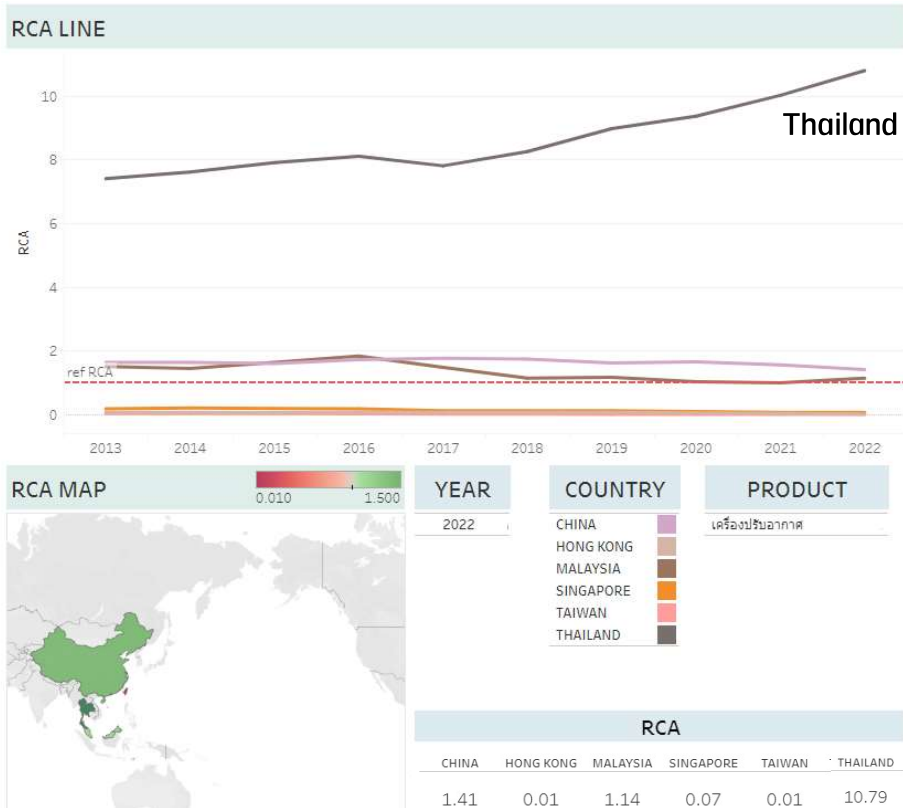 RCA LINE
10
8
6
4
2
0
RCA
Thailand
ref RCA
2013 2014 2015 2016 2017 2018 2019 2020 2021 2022
RCA MAP
0.010 1.500
YEAR
2022
COUNTRY
CHINA
HONG KONG
MALAYSIA
SINGAPORE
TAIWAN
THAILAND
PRODUCT
เครื่องปรับอากาศ
RCA
CHINA HONG KONG MALAYSIA SINGAPORE TAIWAN THAILAND
1.41 0.01 1.14 0.07 0.01 10.79